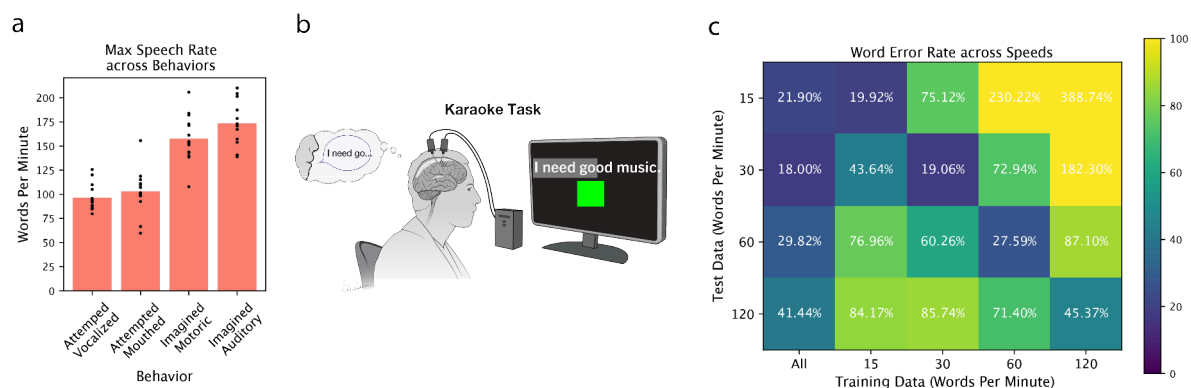 a
Max Speech Rate
across Behaviors
Words Per Minute
200
175
150
125
100
75
50
25
0
Attemped
Vocalized
Attempted
Mouthed
Imagined
Motoric
Imagined
Auditory
Behavior
b
Karaoke Task
I need go...
I need good music.
c
Word Error Rate across Speeds
Test Data (Words Per Minute)
15
21.90% 19.92% 75.12% 230.22% 388.74%
30
18.00% 43.64% 19.06% 72.94% 182.30%
60
29.82% 76.96% 60.26% 27.59% 87.10%
120
41.44% 84.17% 85.74% 71.40% 45.37%
All 15 30 60 120
Training Data (Words Per Minute)
100
80
60
40
20
0